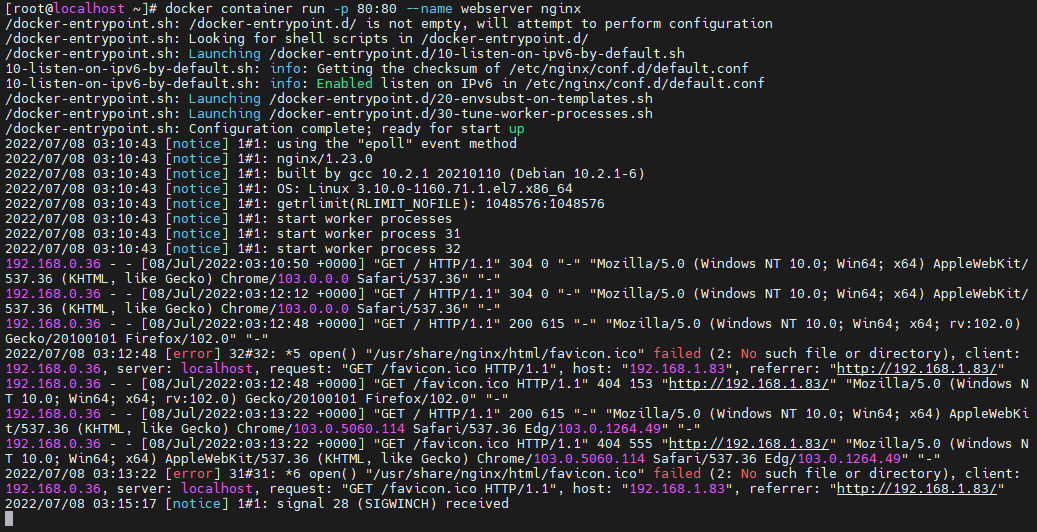 [root@localhost ~]# docker container run -p 80:80 --name webserver nginx
/docker-entrypoint.sh: /docker-entrypoint.d/ is not empty, will attempt to perform configuration
/docker-entrypoint.sh: Looking for shell scripts in /docker-entrypoint.d/
/docker-entrypoint.sh: Launching /docker-entrypoint.d/10-listen-on-ipv6-by-default.sh
10-listen-on-ipv6-by-default.sh: info: Getting the checksum of /etc/nginx/conf.d/default.conf
10-listen-on-ipv6-by-default.sh: info: Enabled listen on IPv6 in /etc/nginx/conf.d/default.conf
/docker-entrypoint.sh: Launching /docker-entrypoint.d/20-envsubst-on-templates.sh
/docker-entrypoint.sh: Launching /docker-entrypoint.d/30-tune-worker-processes.sh
/docker-entrypoint.sh: Configuration complete; ready for start up
2022/07/08 03:10:43 [notice] 1#1: using the "epoll" event method
2022/07/08 03:10:43 [notice] 1#1: nginx/1.23.0
2022/07/08 03:10:43 [notice] 1#1: built by gcc 10.2.1 20210110 (Debian 10.2.1-6)
2022/07/08 03:10:43 [notice] 1#1: OS: Linux 3.10.0-1160.71.1.el7.x86_64
2022/07/08 03:10:43 [notice] 1#1: getrlimit(RLIMIT_NOFILE): 1048576:1048576
2022/07/08 03:10:43 [notice] 1#1: start worker processes
2022/07/08 03:10:43 [notice] 1#1: start worker process 31
2022/07/08 03:10:43 [notice] 1#1: start worker process 32
192.168.0.36 - - [08/Jul/2022:03:10:50 +0000] "GET / HTTP/1.1" 304 0 "-" "Mozilla/5.0 (Windows NT 10.0; Win64; x64) AppleWebKit/
537.36 (KHTML, like Gecko) Chrome/103.0.0.0 Safari/537.36" "-"
192.168.0.36 - - [08/Jul/2022:03:12:12 +0000] "GET / HTTP/1.1" 304 0 "-" "Mozilla/5.0 (Windows NT 10.0; Win64; x64) AppleWebKit/
537.36 (KHTML, like Gecko) Chrome/103.0.0.0 Safari/537.36" "-"
192.168.0.36 - - [08/Jul/2022:03:12:48 +0000] "GET / HTTP/1.1" 200 615 "-" "Mozilla/5.0 (Windows NT 10.0; Win64; x64; rv:102.0)
Gecko/20100101 Firefox/102.0" "-"
2022/07/08 03:12:48 [error] 32#32: *5 open() "/usr/share/nginx/html/favicon.ico" failed (2: No such file or directory), client:
192.168.0.36, server: localhost, request: "GET /favicon.ico HTTP/1.1", host: "192.168.1.83", referrer: "http://192.168.1.83/"
192.168.0.36 - - [08/Jul/2022:03:12:48 +0000] "GET /favicon.ico HTTP/1.1" 404 153 "http://192.168.1.83/" "Mozilla/5.0 (Windows N
T 10.0; Win64; x64; rv:102.0) Gecko/20100101 Firefox/102.0" "-"
192.168.0.36 - - [08/Jul/2022:03:13:22 +0000] "GET / HTTP/1.1" 200 615 "-" "Mozilla/5.0 (Windows NT 10.0; Win64; x64) AppleWebKi
t/537.36 (KHTML, like Gecko) Chrome/103.0.5060.114 Safari/537.36 Edg/103.0.1264.49" "-"
192.168.0.36 - - [08/Jul/2022:03:13:22 +0000] "GET /favicon.ico HTTP/1.1" 404 555 "http://192.168.1.83/" "Mozilla/5.0 (Windows N
T 10.0; Win64; x64) AppleWebKit/537.36 (KHTML, like Gecko) Chrome/103.0.5060.114 Safari/537.36 Edg/103.0.1264.49" "-"
2022/07/08 03:13:22 [error] 31#31: *6 open() "/usr/share/nginx/html/favicon.ico" failed (2: No such file or directory), client:
192.168.0.36, server: localhost, request: "GET /favicon.ico HTTP/1.1", host: "192.168.1.83", referrer: "http://192.168.1.83/"
2022/07/08 03:15:17 [notice] 1#1: signal 28 (SIGWINCH) received